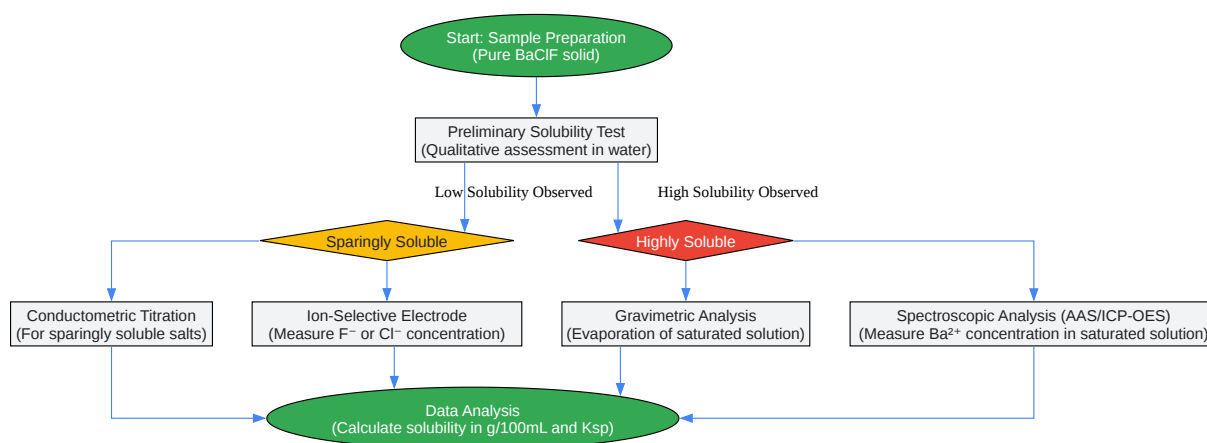 Start: Sample Preparation
(Pure BaClF solid)
Preliminary Solubility Test
(Qualitative assessment in water)
Low Solubility Observed
High Solubility Observed
Sparingly Soluble
Highly Soluble
Conductometric Titration
(For sparingly soluble salts)
Ion-Selective Electrode
(Measure F⁻ or Cl⁻ concentration)
Gravimetric Analysis
(Evaporation of saturated solution)
Spectroscopic Analysis (AAS/ICP-OES)
(Measure Ba²⁺ concentration in saturated solution)
Data Analysis
(Calculate solubility in g/100mL and Ksp)